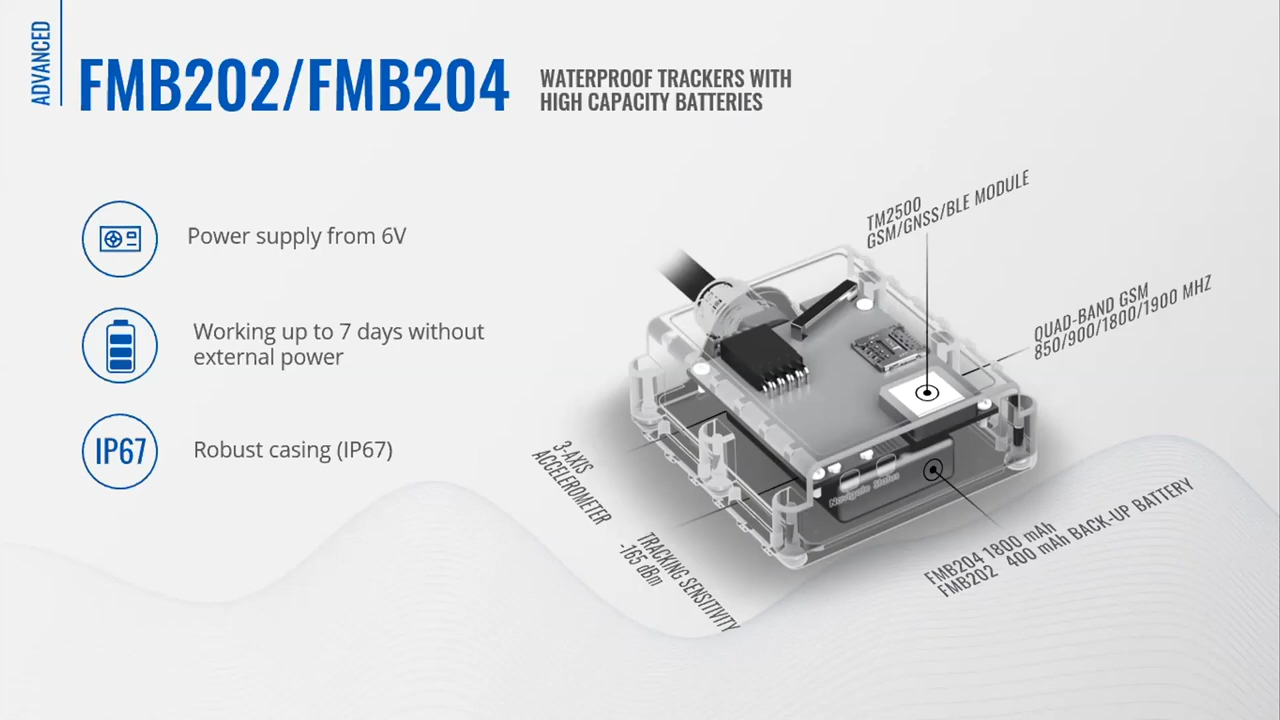 ADVANCED
FMB202/FMB204
WATERPROOF TRACKERS WITH
HIGH CAPACITY BATTERIES
Power supply from 6V
Working up to 7 days without
external power
IP67
Robust casing (IP67)
TM2500
GSM/GNSS/BLE MODULE
QUAD-BAND GSM
850/900/1800/1900 MHZ
3-AXIS
ACCELEROMETER
TRACKING SENSITIVITY
-165 dBm
Navigate Status
FMB204 1800 mAh
FMB202 400 mAh BACK-UP BATTERY